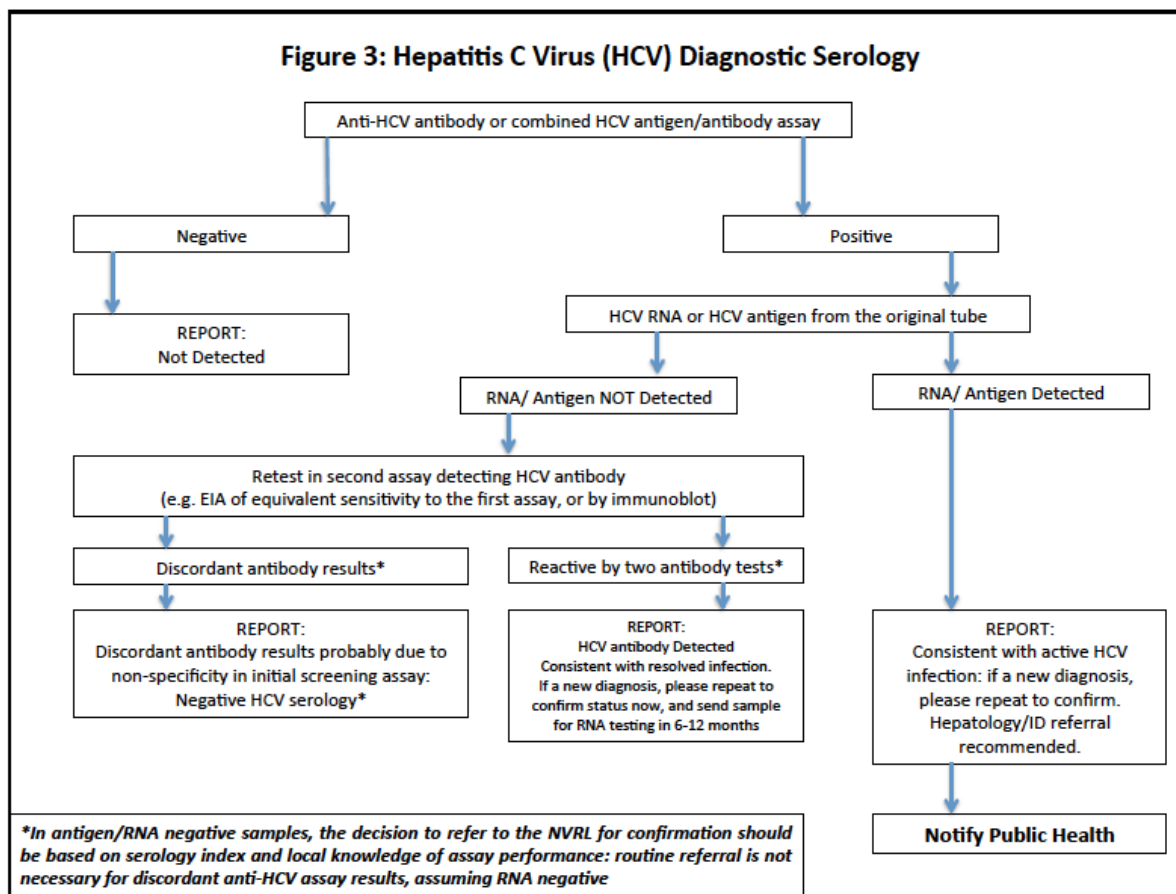 Figure 3: Hepatitis C Virus (HCV) Diagnostic Serology
Anti-HCV antibody or combined HCV antigen/antibody assay
Negative
Positive
REPORT:
Not Detected
HCV RNA or HCV antigen from the original tube
RNA/ Antigen NOT Detected
RNA/ Antigen Detected
Retest in second assay detecting HCV antibody
(e.g. EIA of equivalent sensitivity to the first assay, or by immunoblot)
Discordant antibody results*
Reactive by two antibody tests*
REPORT:
Discordant antibody results probably due to
non-specificity in initial screening assay:
Negative HCV serology*
REPORT:
HCV antibody Detected
Consistent with resolved infection.
If a new diagnosis, please repeat to
confirm status now, and send sample
for RNA testing in 6-12 months
REPORT:
Consistent with active HCV
infection: if a new diagnosis,
please repeat to confirm.
Hepatology/ID referral
recommended.
Notify Public Health
*In antigen/RNA negative samples, the decision to refer to the NVRL for confirmation should
be based on serology index and local knowledge of assay performance: routine referral is not
necessary for discordant anti-HCV assay results, assuming RNA negative